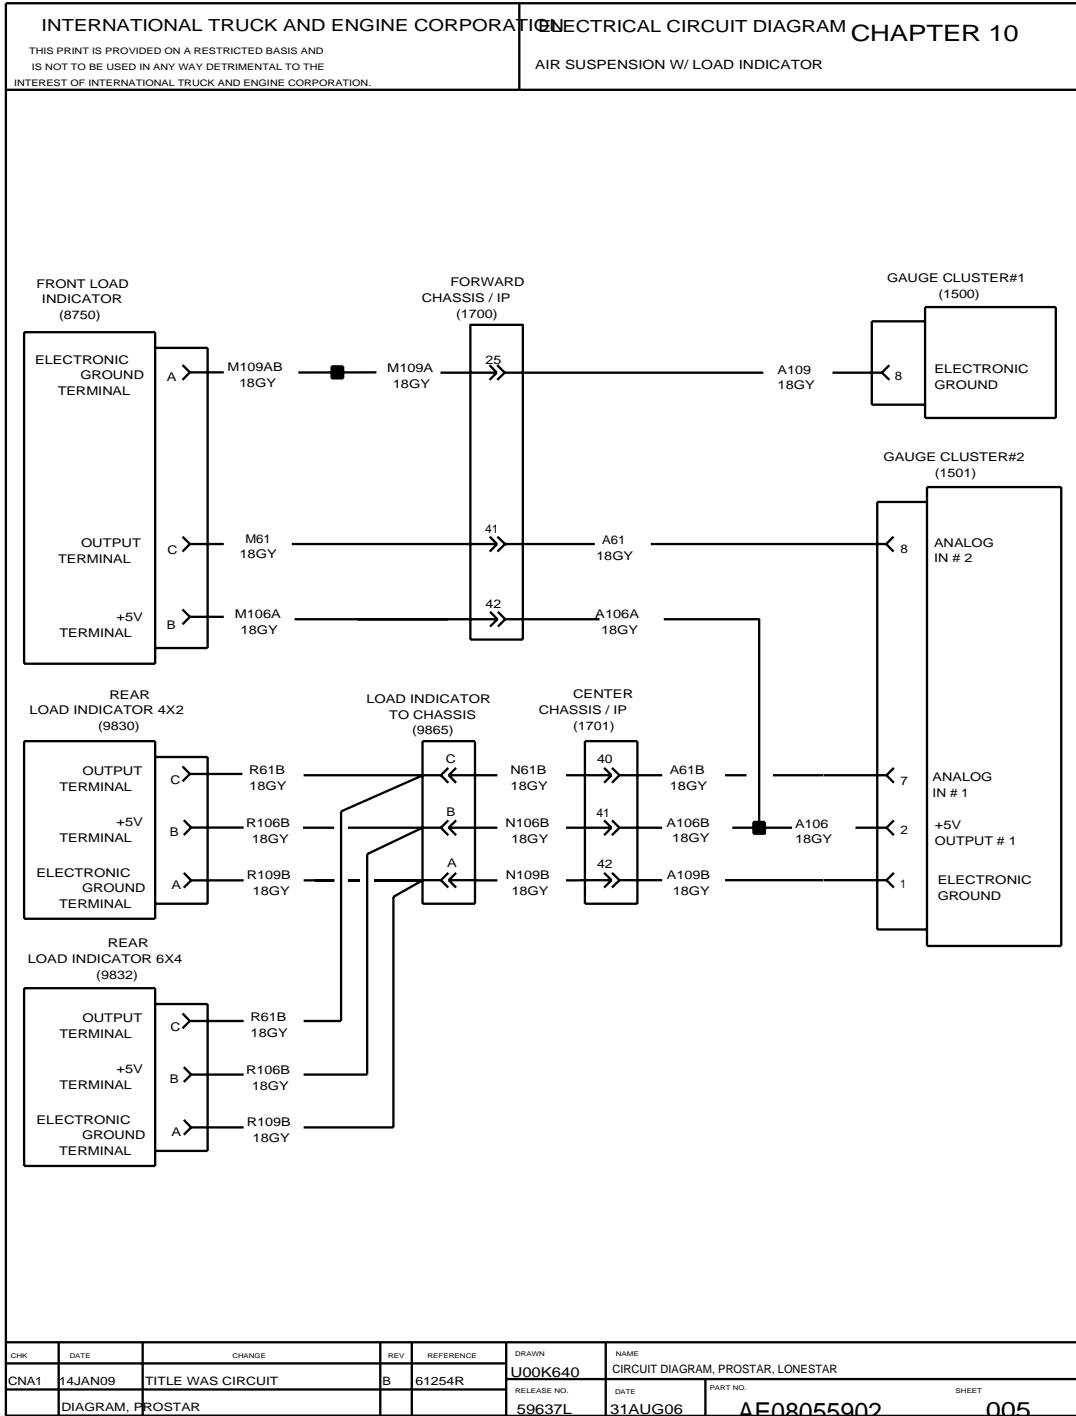 INTERNATIONAL TRUCK AND ENGINE CORPORATION
THIS PRINT IS PROVIDED ON A RESTRICTED BASIS AND
IS NOT TO BE USED IN ANY WAY DETRIMENTAL TO THE
INTEREST OF INTERNATIONAL TRUCK AND ENGINE CORPORATION.
ELECTRICAL CIRCUIT DIAGRAM
CHAPTER 10
AIR SUSPENSION W/ LOAD INDICATOR
FRONT LOAD
INDICATOR
(8750)
FORWARD
CHASSIS / IP
(1700)
GAUGE CLUSTER#1
(1500)
ELECTRONIC
GROUND
TERMINAL
A
M109AB
18GY
M109A
18GY
25
A109
18GY
8
ELECTRONIC
GROUND
GAUGE CLUSTER#2
(1501)
OUTPUT
TERMINAL
C
M61
18GY
41
A61
18GY
8
ANALOG
IN # 2
+5V
TERMINAL
B
M106A
18GY
42
A106A
18GY
REAR
LOAD INDICATOR 4X2
(9830)
LOAD INDICATOR
TO CHASSIS
(9865)
CENTER
CHASSIS / IP
(1701)
OUTPUT
TERMINAL
C
R61B
18GY
C
N61B
18GY
40
A61B
18GY
7
ANALOG
IN # 1
+5V
TERMINAL
B
R106B
18GY
B
N106B
18GY
41
A106B
18GY
A106
18GY
2
+5V
OUTPUT # 1
ELECTRONIC
GROUND
TERMINAL
A
R109B
18GY
A
N109B
18GY
42
A109B
18GY
1
ELECTRONIC
GROUND
REAR
LOAD INDICATOR 6X4
(9832)
OUTPUT
TERMINAL
C
R61B
18GY
+5V
TERMINAL
B
R106B
18GY
ELECTRONIC
GROUND
TERMINAL
A
R109B
18GY
CHK DATE CHANGE REV REFERENCE
CNA1 14JAN09 TITLE WAS CIRCUIT B 61254R
DIAGRAM, PROSTAR
DRAWN
U00K640
NAME
CIRCUIT DIAGRAM, PROSTAR, LONESTAR
RELEASE NO.
59637L
DATE
31AUG06
PART NO.
AE08055902
SHEET
005